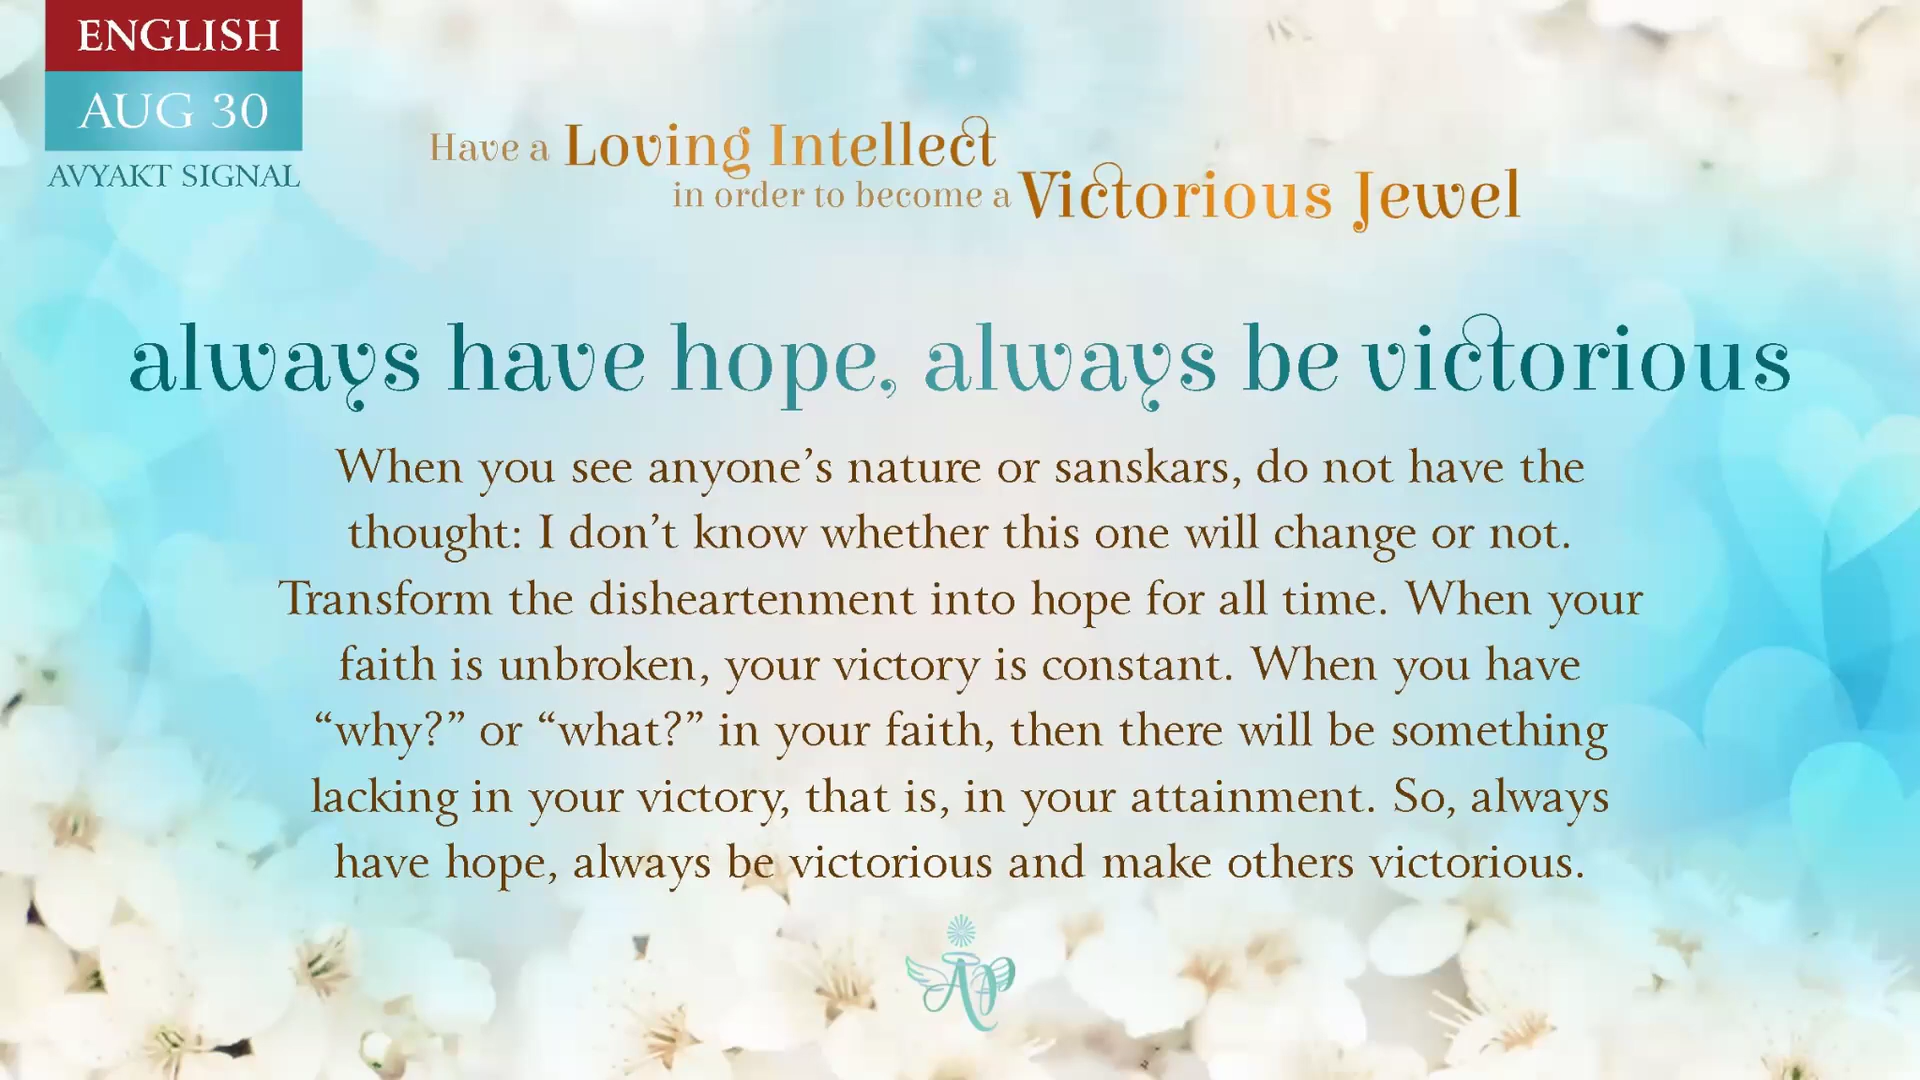 ENGLISH
AUG 30
AVYAKT SIGNAL
Have a Loving Intellect
in order to become a Victorious Jewel
always have hope, always be victorious
When you see anyone’s nature or sanskars, do not have the
thought: I don’t know whether this one will change or not.
Transform the disheartenment into hope for all time. When your
faith is unbroken, your victory is constant. When you have
“why?” or “what?” in your faith, then there will be something
lacking in your victory, that is, in your attainment. So, always
have hope, always be victorious and make others victorious.
AP